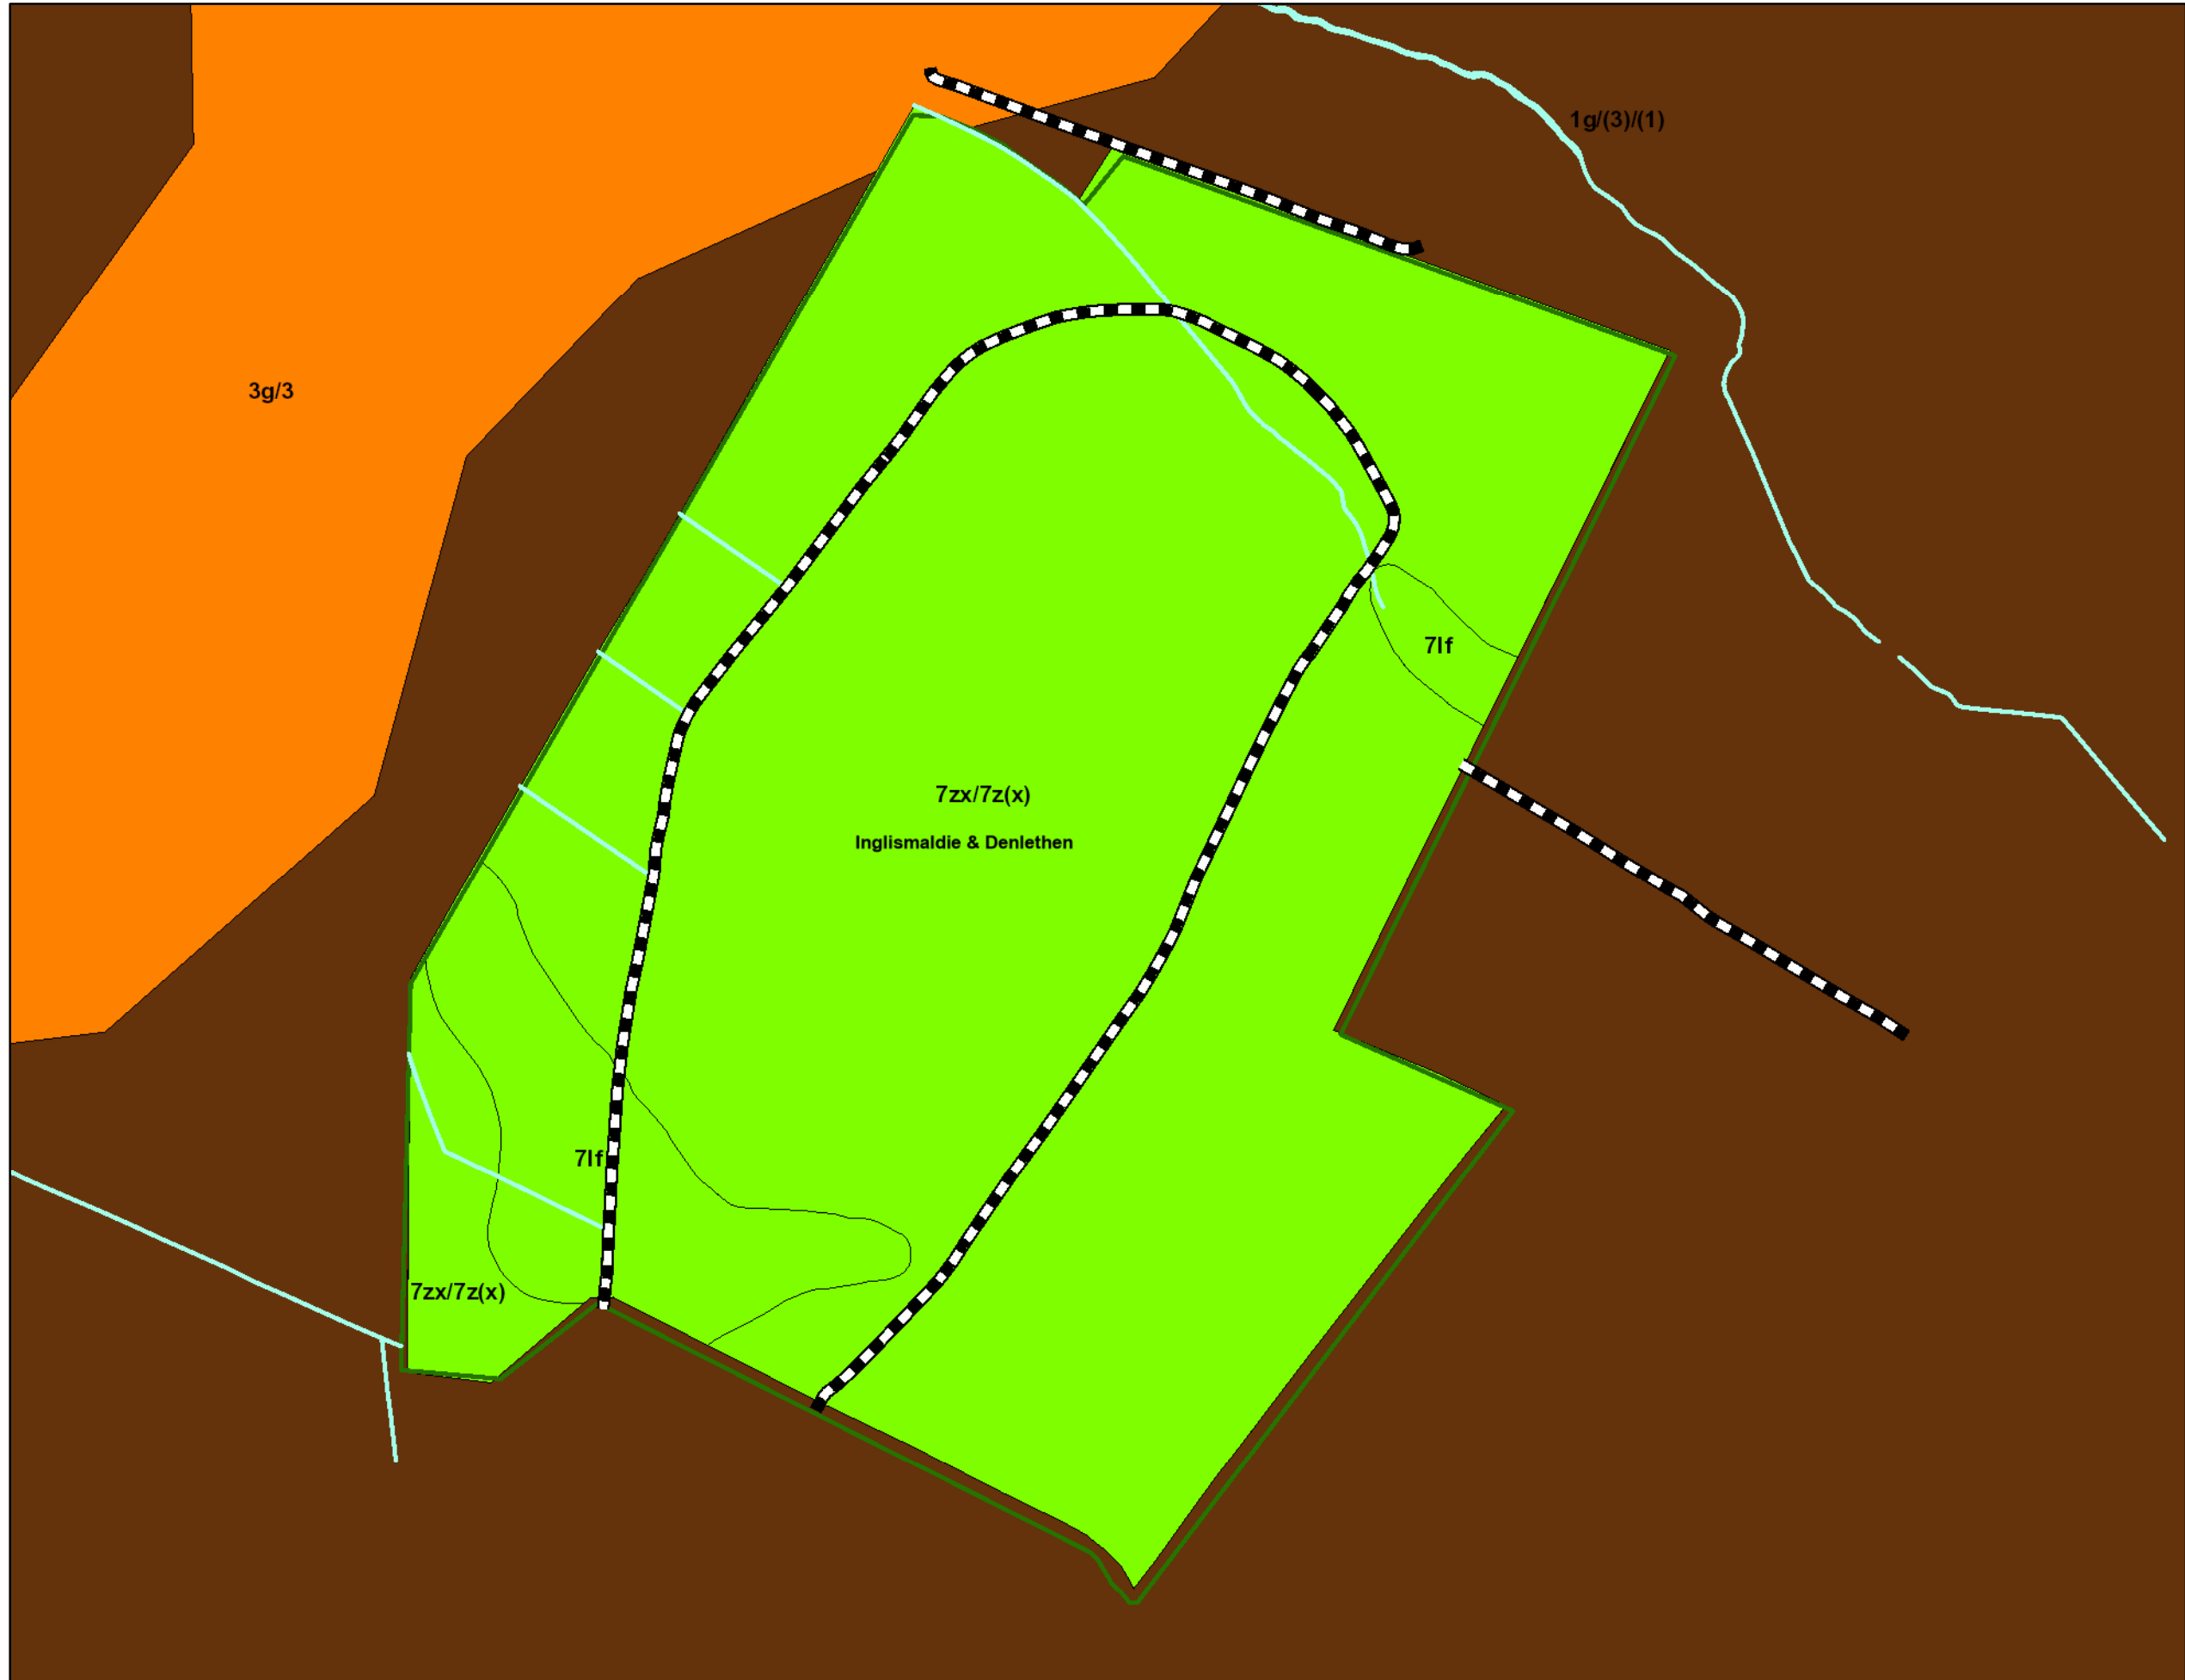 1g/(3)/(1)
3g/3
7lf
7zx/7z(x)
Inglismaldie & Denlethen
7lf
7zx/7z(x)